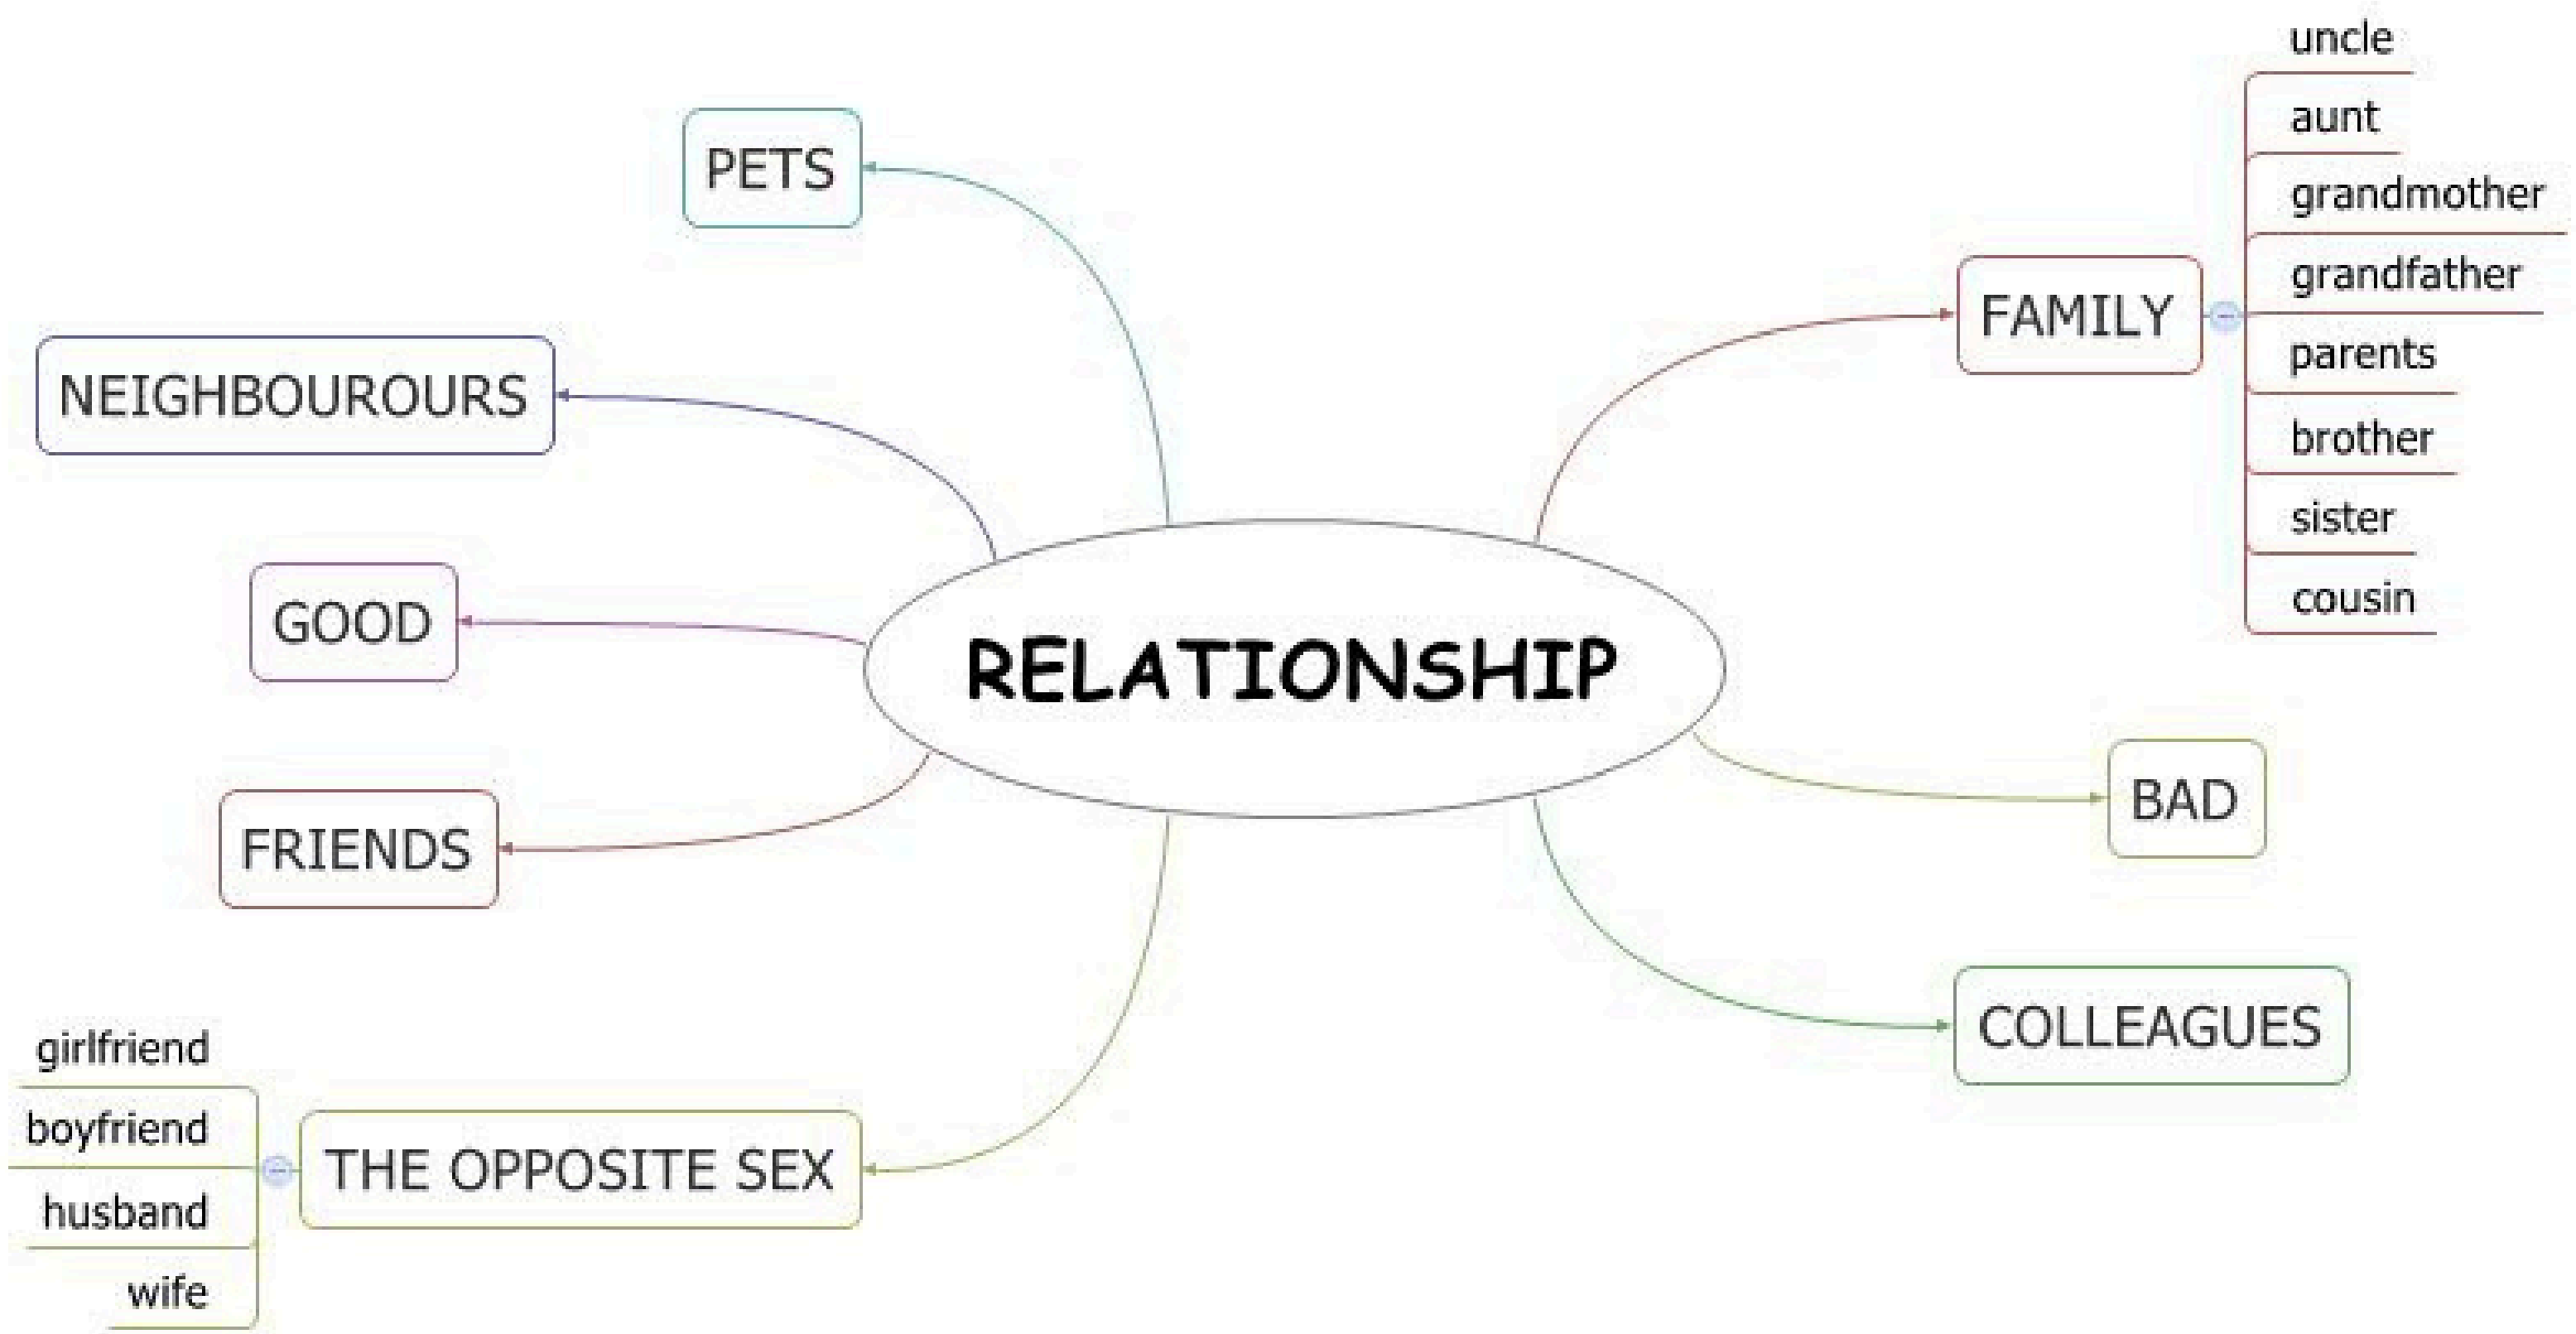 uncle
aunt
grandmother
grandfather
parents
brother
sister
cousin
FAMILY
PETS
NEIGHBOUROURS
GOOD
RELATIONSHIP
FRIENDS
BAD
COLLEAGUES
THE OPPOSITE SEX
girlfriend
boyfriend
husband
wife